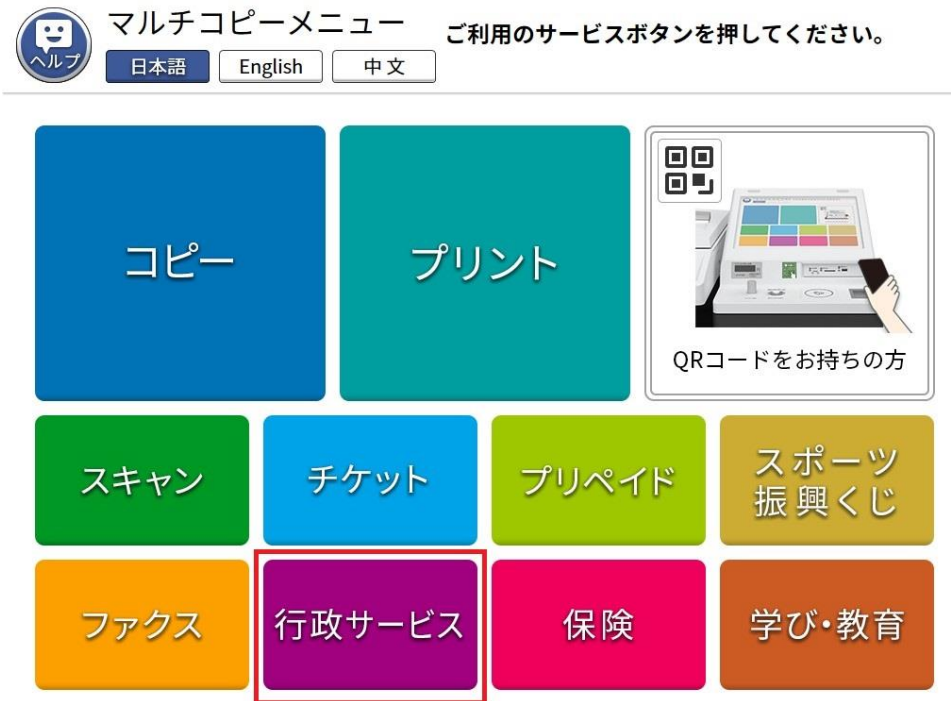 マルチコピーメニュー
ご利用のサービスボタンを押してください。
ヘルプ
日本語
English
中文
コピー
プリント
QRコードをお持ちの方
スキャン
チケット
プリペイド
スポーツ
振興くじ
ファクス
行政サービス
保険
学び・教育